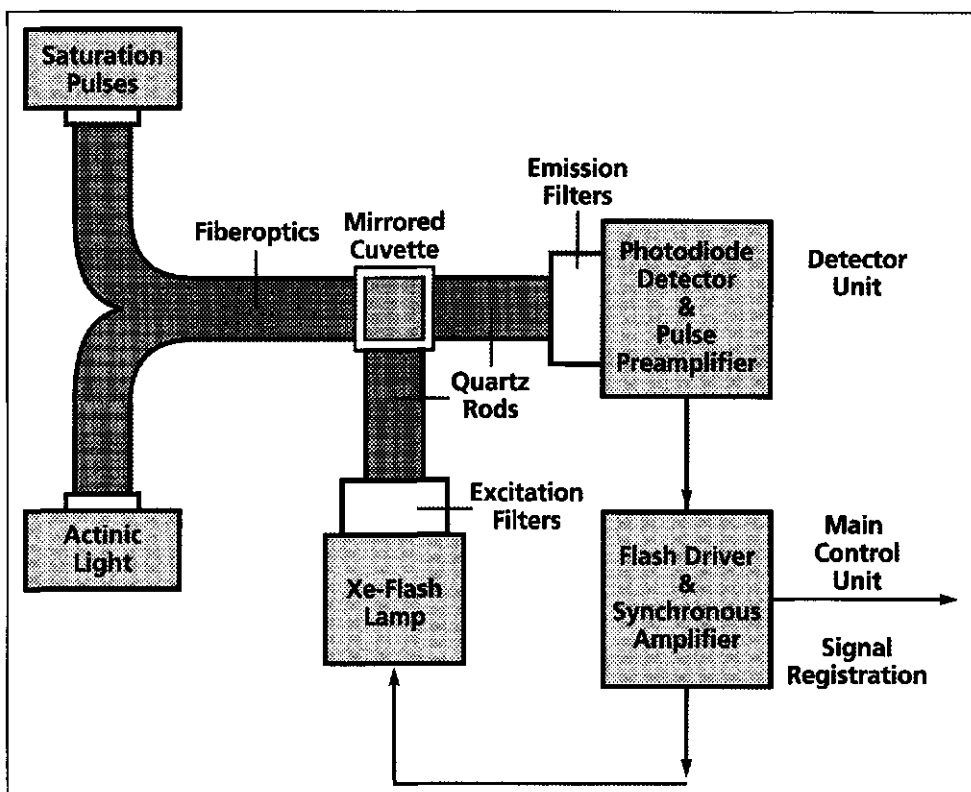 Saturation
Pulses
Emission
Filters
Fiberoptics
Mirrored
Cuvette
Photodiode
Detector
&
Pulse
Preamplifier
Detector
Unit
Quartz
Rods
Excitation
Filters
Actinic
Light
Xe-Flash
Lamp
Flash Driver
&
Synchronous
Amplifier
Main
Control
Unit
Signal
Registration